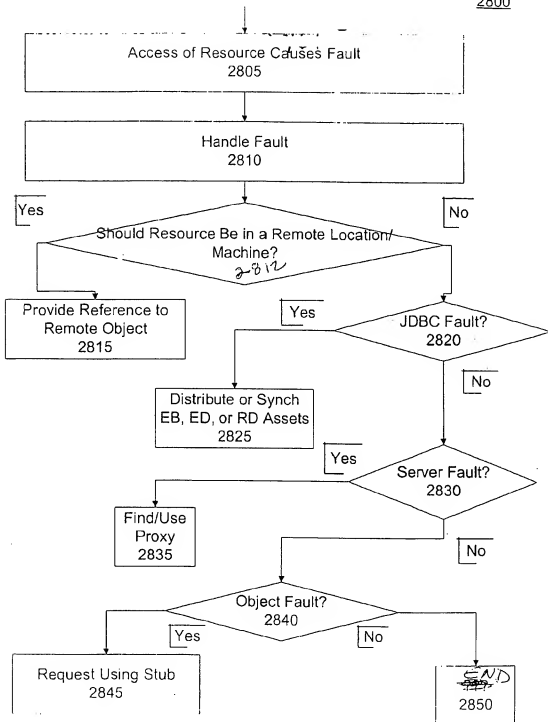 2800
Access of Resource Causes Fault
2805
Handle Fault
2810
Yes
No
Should Resource Be in a Remote Location/
Machine?
2812
Provide Reference to
Remote Object
2815
Yes
JDBC Fault?
2820
No
Distribute or Synch
EB, ED, or RD Assets
2825
Yes
Server Fault?
2830
Find/Use
Proxy
2835
No
Object Fault?
2840
Yes
No
Request Using Stub
2845
END
2850